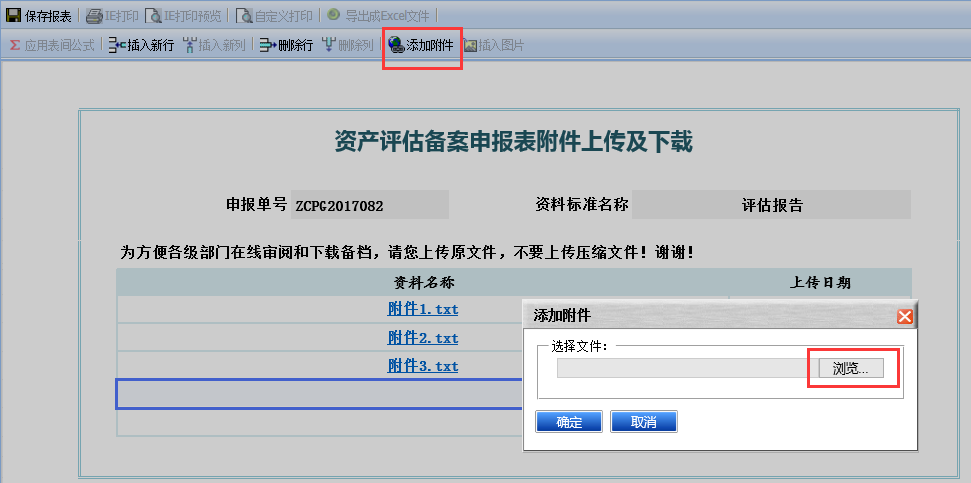 保存报表 IE打印 IE打印预览 自定义打印 导出成Excel文件
Σ 应用表间公式 插入新行 插入新列 删除行 删除列 添加附件 插入图片
资产评估备案申报表附件上传及下载
申报单号 ZCPG2017082 资料标准名称 评估报告
为方便各级部门在线审阅和下载备档，请您上传原文件，不要上传压缩文件！谢谢！
资料名称 上传日期
附件1.txt
附件2.txt
附件3.txt
添加附件
选择文件：
浏览...
确定 取消